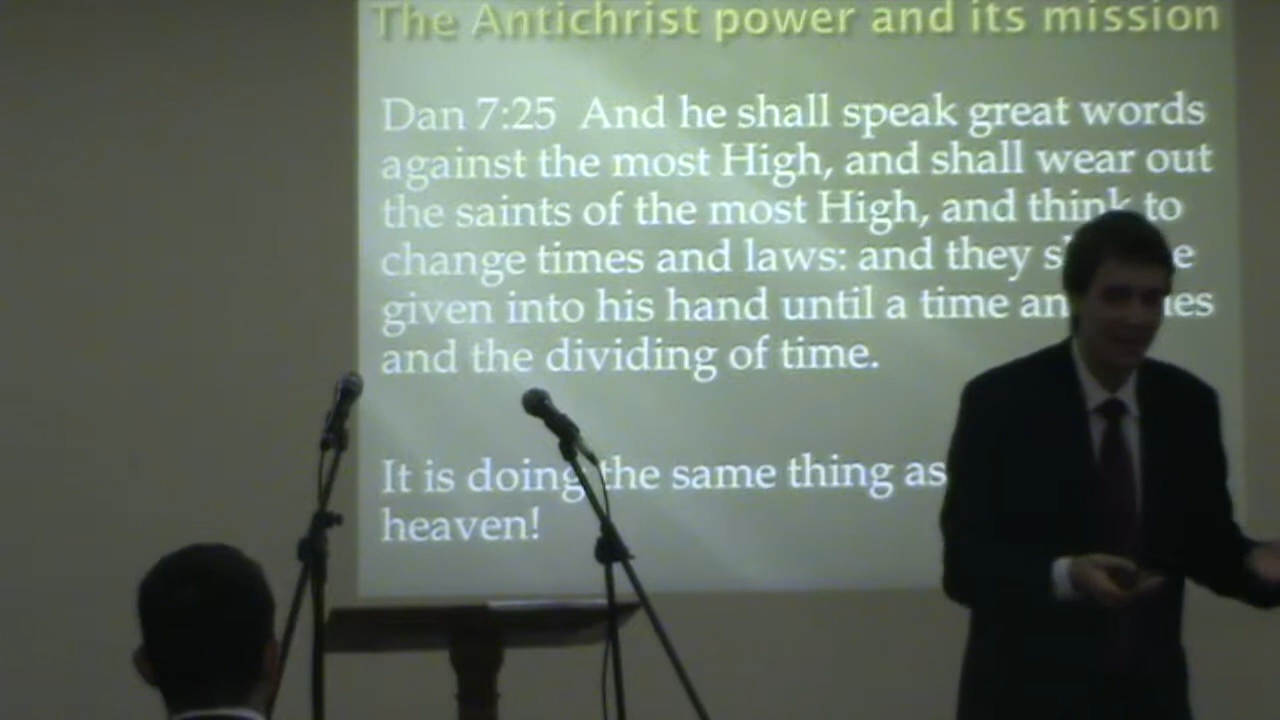 The Antichrist power and its mission
Dan 7:25 And he shall speak great words
against the most High, and shall wear out
the saints of the most High, and think to
change times and laws: and they
given into his hand until a time
and the dividing of time.
It is doing the same thing as
heaven!